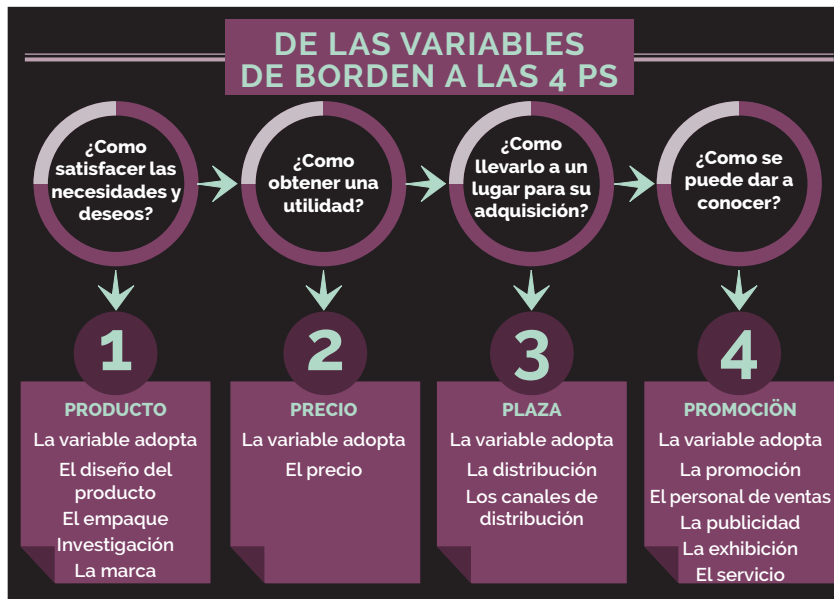 DE LAS VARIABLES
DE BORDEN A LAS 4 PS
¿Como
satisfacer las
necesidades y
deseos?
¿Como
obtener una
utilidad?
¿Como
llevarlo a un
lugar para su
adquisición?
¿Como se
puede dar a
conocer?
1
PRODUCTO
La variable adopta
El diseño del
producto
El empaque
Investigación
La marca
2
PRECIO
La variable adopta
El precio
3
PLAZA
La variable adopta
La distribución
Los canales de
distribución
4
PROMOCIÖN
La variable adopta
La promoción
El personal de ventas
La publicidad
La exhibición
El servicio